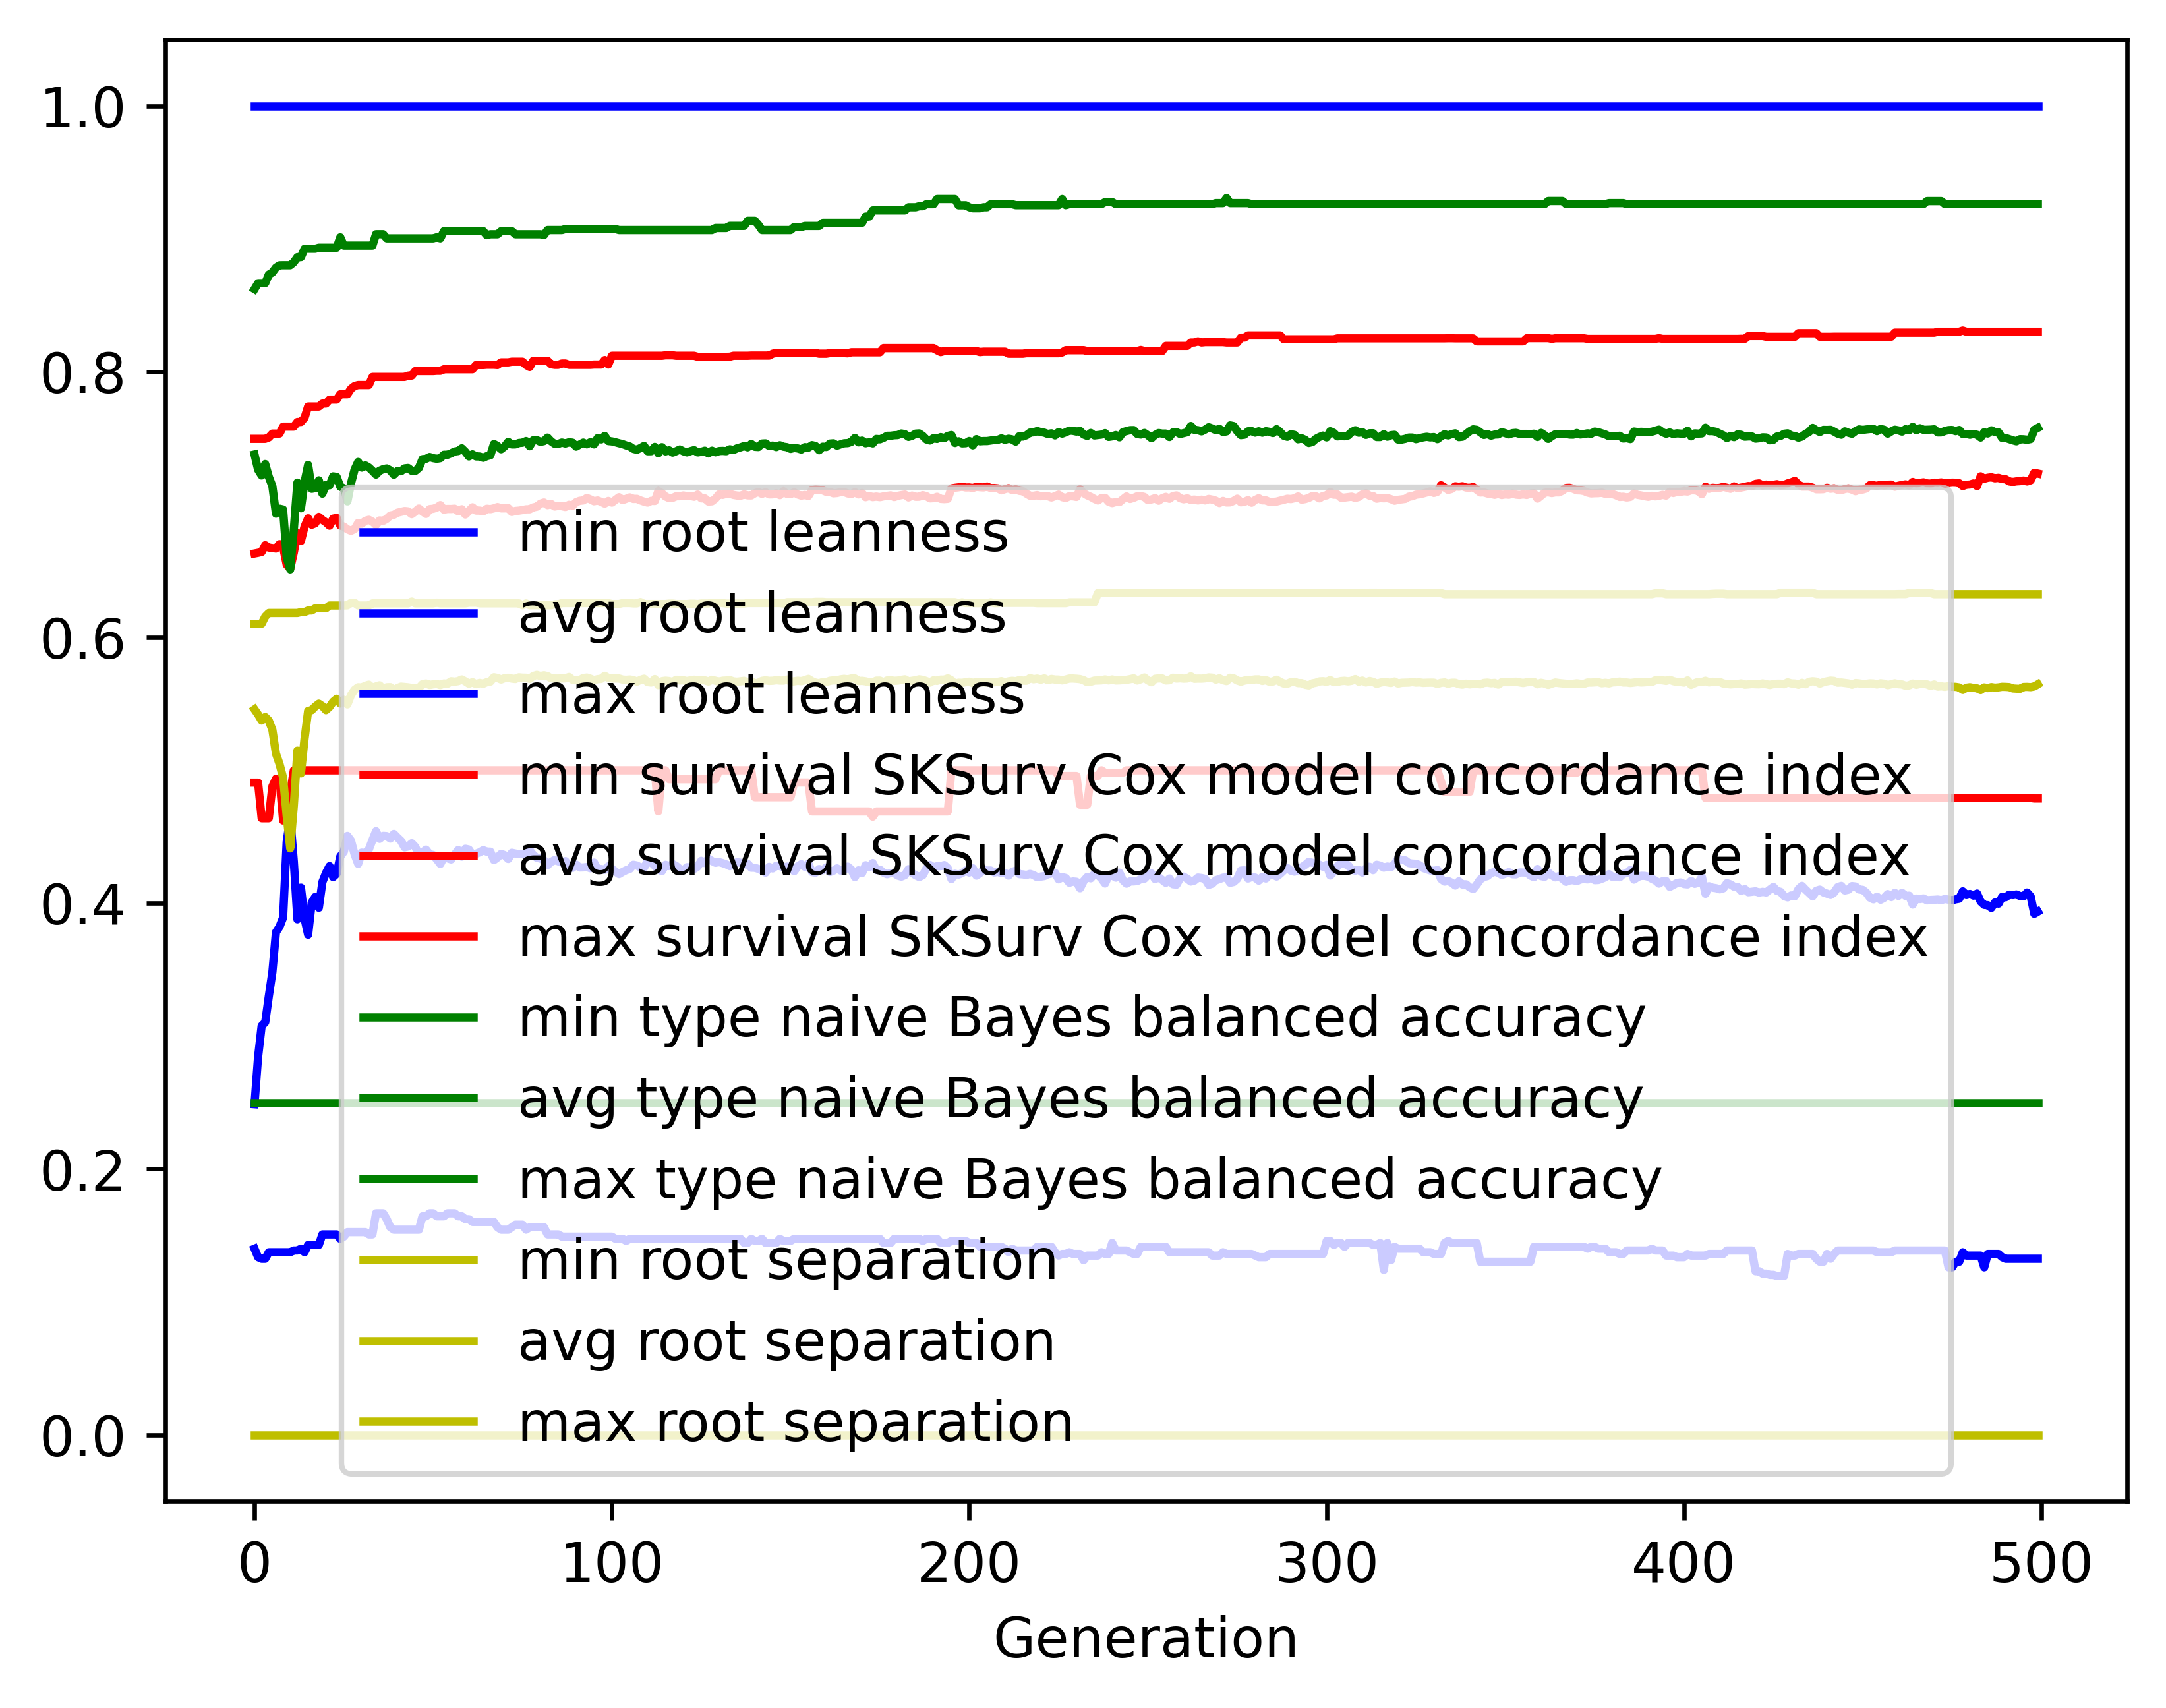 1.0
0.8
0.6
0.4
0.2
0.0
min root leanness
avg root leanness
max root leanness
min survival SKSurv Cox model concordance index
avg survival SKSurv Cox model concordance index
max survival SKSurv Cox model concordance index
min type naive Bayes balanced accuracy
avg type naive Bayes balanced accuracy
max type naive Bayes balanced accuracy
min root separation
avg root separation
max root separation
0 100 200 300 400 500
Generation